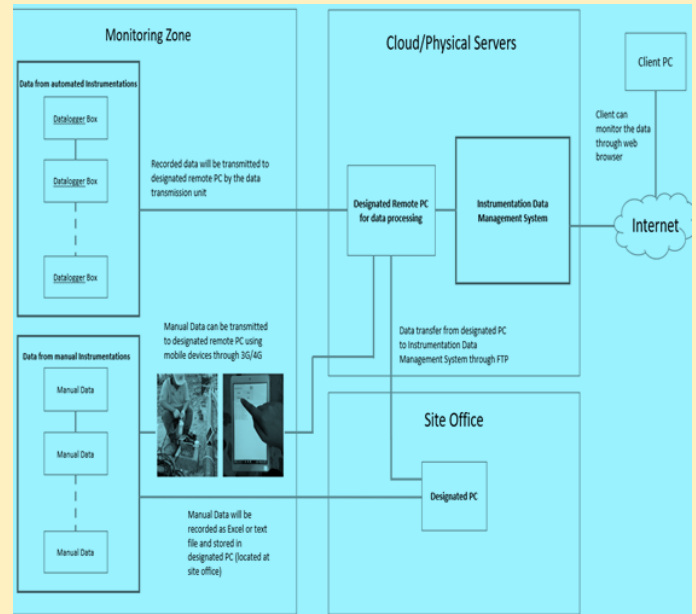 Monitoring Zone
Data from automated Instrumentations
Datalogger Box
Datalogger Box
Datalogger Box
Recorded data will be transmitted to
designated remote PC by the data
transmission unit
Data from manual Instrumentations
Manual Data
Manual Data
Manual Data
Manual Data can be transmitted
to designated remote PC using
mobile devices through 3G/4G
Manual Data will be
recorded as Excel or text
file and stored in
designated PC (located at
site office)
Cloud/Physical Servers
Designated Remote PC
for data processing
Instrumentation Data
Management System
Data transfer from designated PC
to Instrumentation Data
Management System through FTP
Site Office
Designated PC
Client PC
Client can
monitor the data
through web
browser
Internet